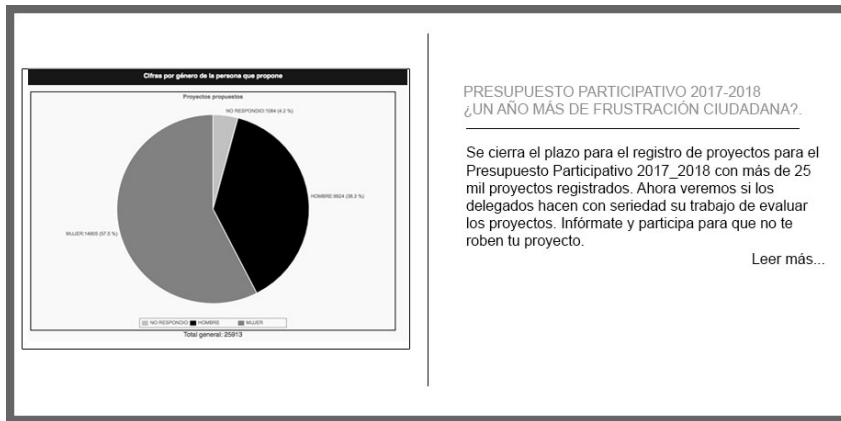 Cifras por género de la persona que propone
Proyectos propuestos
NO RESPONDIO:1084 (4.2 %)
HOMBRE:9924 (38.3 %)
MUJER:14905 (57.5 %)
NO RESPONDIO HOMBRE MUJER
Total general: 25913
PRESUPUESTO PARTICIPATIVO 2017-2018
¿UN AÑO MÁS DE FRUSTRACIÓN CIUDADANA?.
Se cierra el plazo para el registro de proyectos para el
Presupuesto Participativo 2017_2018 con más de 25
mil proyectos registrados. Ahora veremos si los
delegados hacen con seriedad su trabajo de evaluar
los proyectos. Infórmate y participa para que no te
roben tu proyecto.
Leer más...